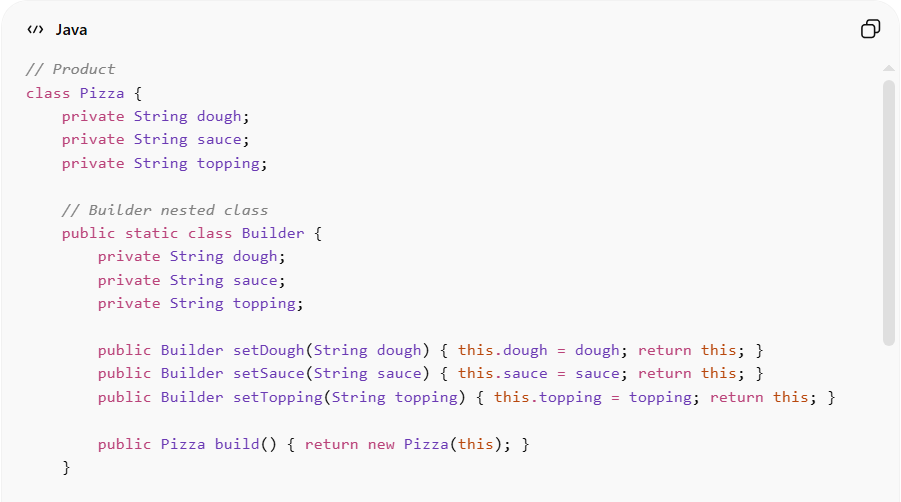 </> Java
// Product
class Pizza {
    private String dough;
    private String sauce;
    private String topping;

    // Builder nested class
    public static class Builder {
        private String dough;
        private String sauce;
        private String topping;

        public Builder setDough(String dough) { this.dough = dough; return this; }
        public Builder setSauce(String sauce) { this.sauce = sauce; return this; }
        public Builder setTopping(String topping) { this.topping = topping; return this; }

        public Pizza build() { return new Pizza(this); }
    }